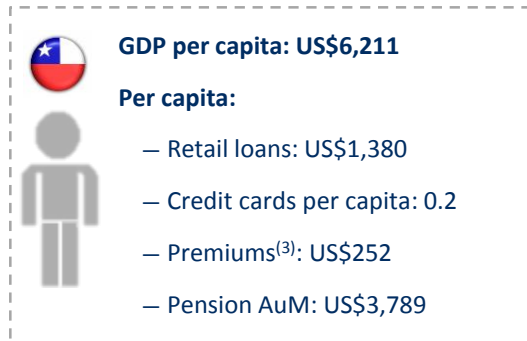 GDP per capita: US$6,211
Per capita:
— Retail loans: US$1,380
— Credit cards per capita: 0.2
— Premiums(3): US$252
— Pension AuM: US$3,789